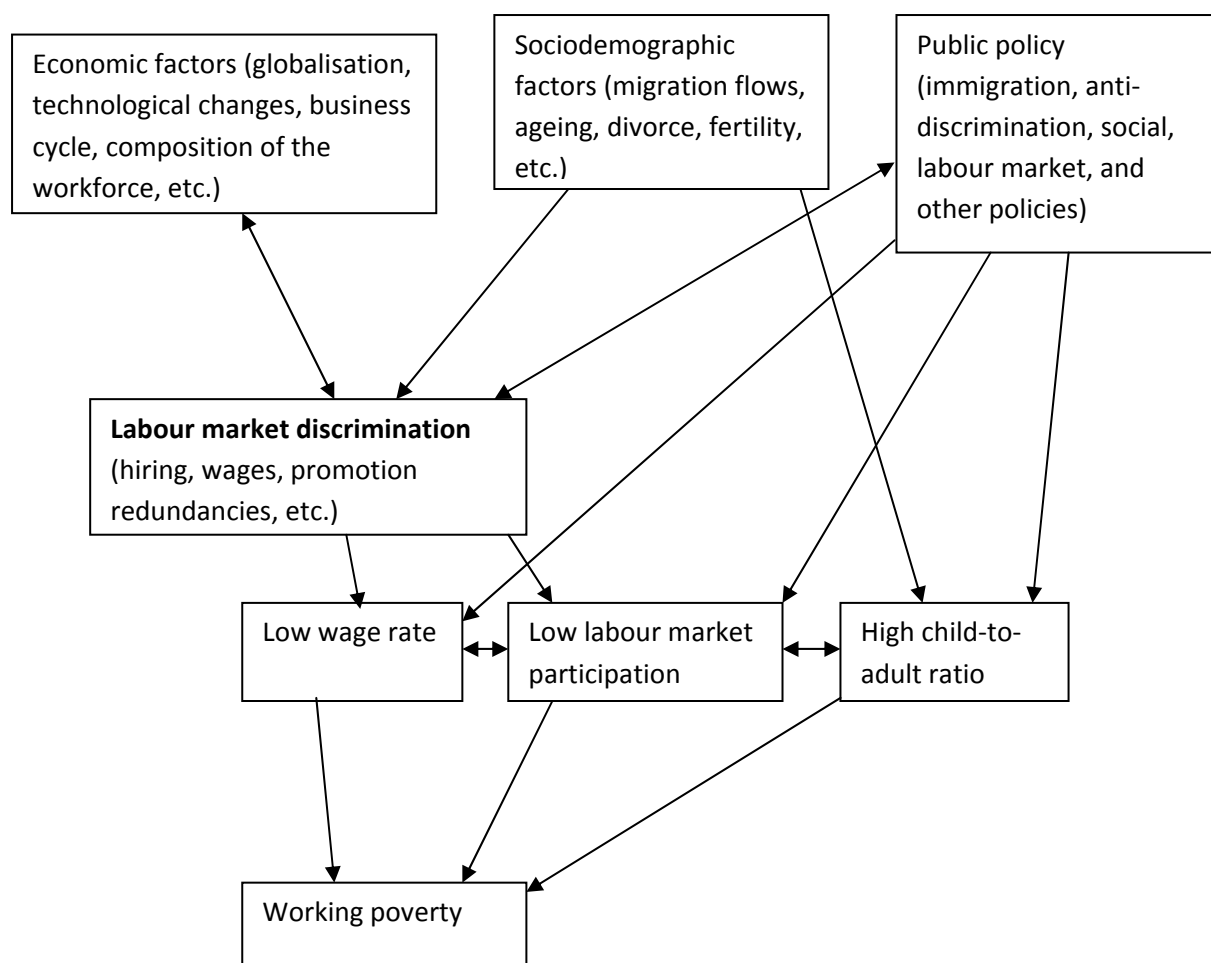 Economic factors (globalisation,
technological changes, business
cycle, composition of the
workforce, etc.)
Sociodemographic
factors (migration flows,
ageing, divorce, fertility,
etc.)
Public policy
(immigration, anti-
discrimination, social,
labour market, and
other policies)
Labour market discrimination
(hiring, wages, promotion
redundancies, etc.)
Low wage rate
Low labour market
participation
High child-to-
adult ratio
Working poverty